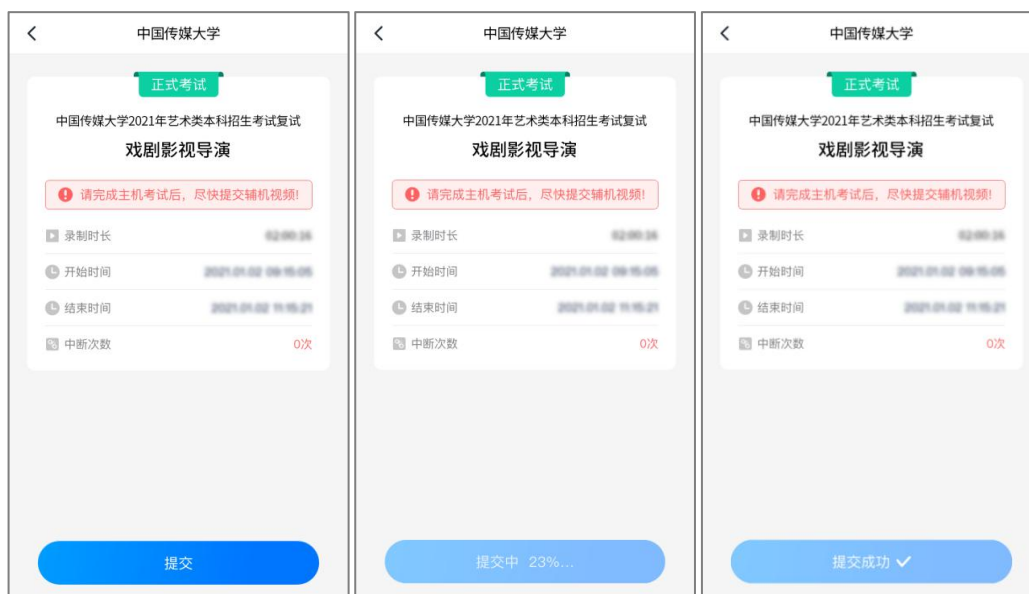 中国传媒大学
正式考试
中国传媒大学2021年艺术类本科招生考试复试
戏剧影视导演
请完成主机考试后，尽快提交辅机视频!
录制时长
开始时间
结束时间
中断次数 0次
提交
中国传媒大学
正式考试
中国传媒大学2021年艺术类本科招生考试复试
戏剧影视导演
请完成主机考试后，尽快提交辅机视频!
录制时长
开始时间
结束时间
中断次数 0次
提交中 23%...
中国传媒大学
正式考试
中国传媒大学2021年艺术类本科招生考试复试
戏剧影视导演
请完成主机考试后，尽快提交辅机视频!
录制时长
开始时间
结束时间
中断次数 0次
提交成功